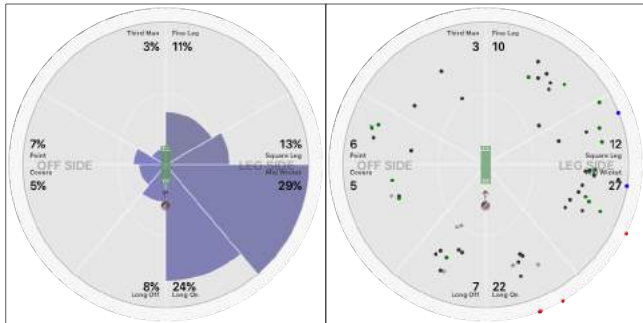 Third Man Fine Leg
3% 11%
7%
Point
OFF SIDE
Covers
5%
13%
Square Leg
LEG SIDE
Mid Wicket
29%
8% 24%
Long Off Long On
Third Man Fine Leg
3 10
6
Point
OFF SIDE
Covers
5
12
Square Leg
LEG SIDE
Wicket
27
7 22
Long Off Long On